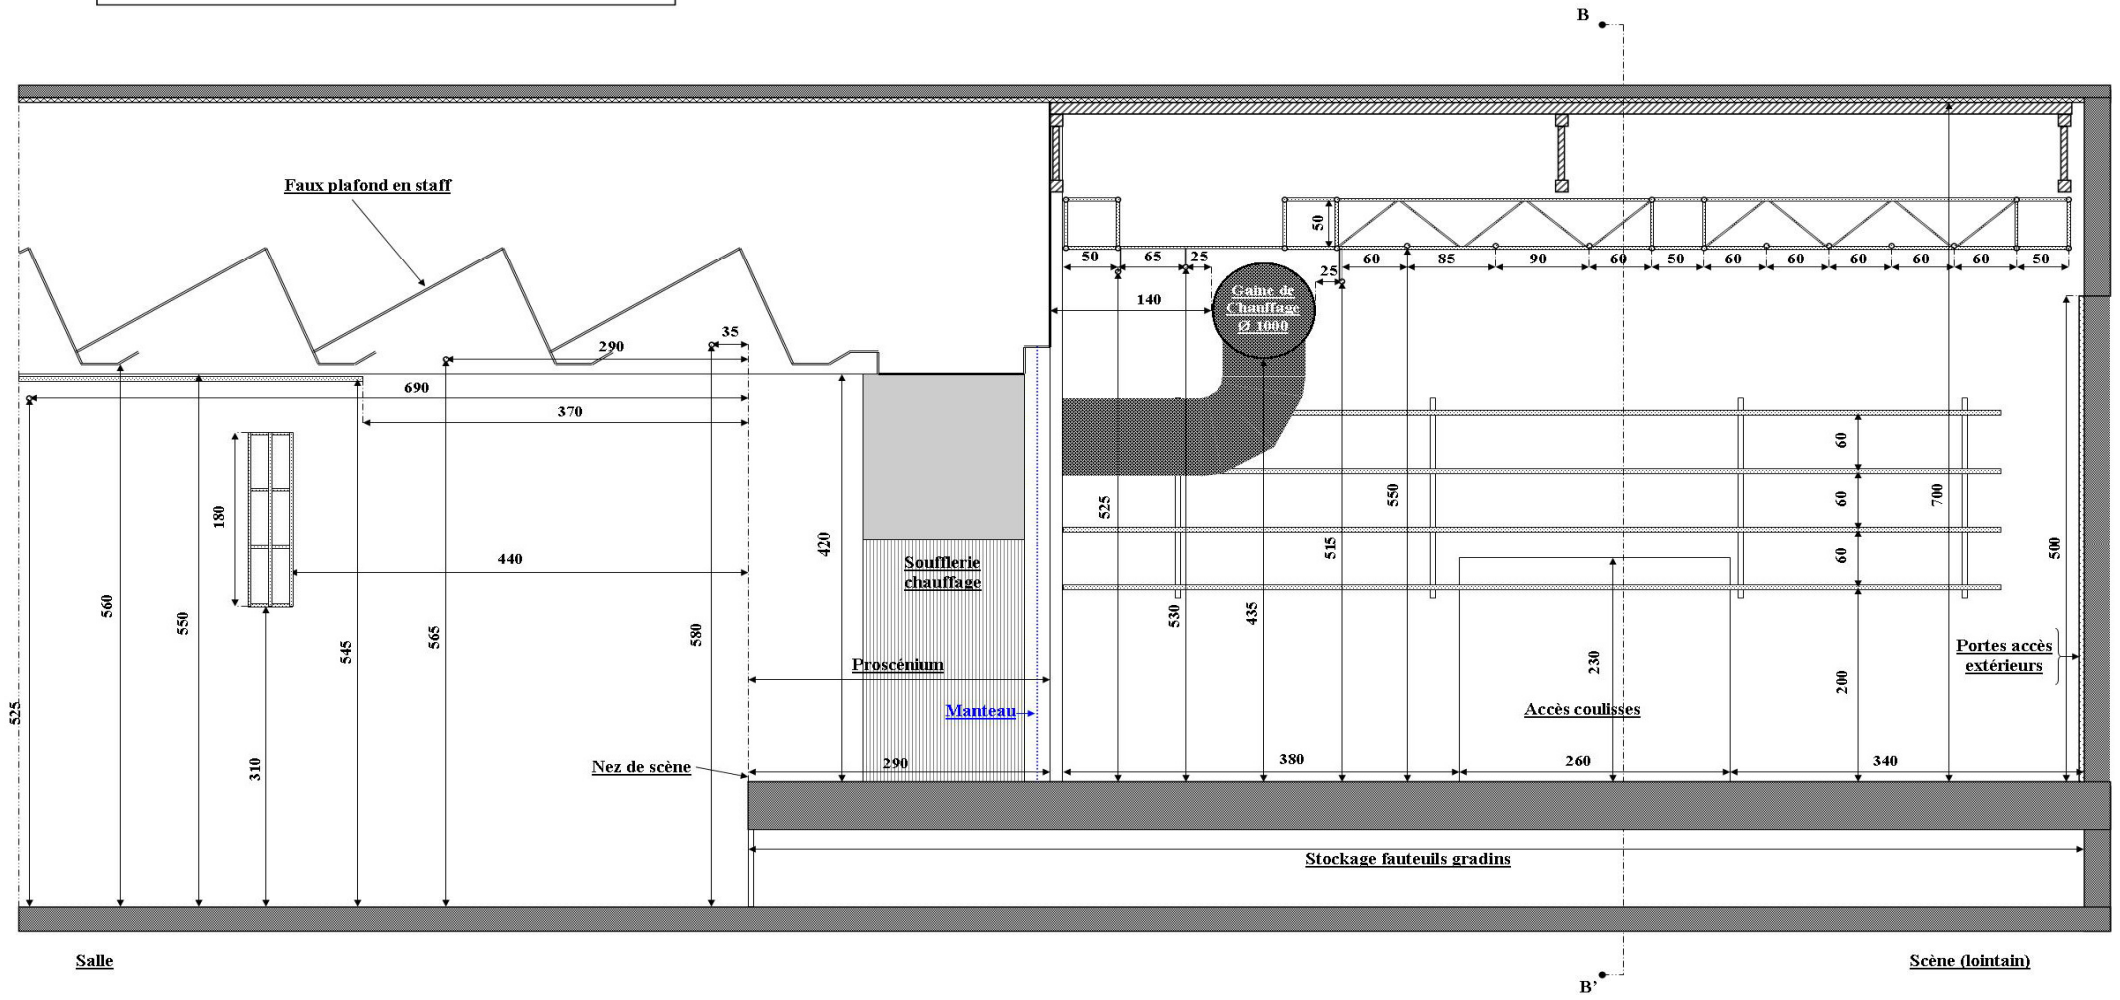 B
Faux plafond en staff
50
50
65
25
25
60
85
90
60
50
60
60
60
60
60
50
140
Gaine de
Chauffage
Ø 1000
35
290
690
370
180
440
420
525
550
700
60
60
60
500
515
530
435
230
200
Soufflerie
chauffage
560
550
545
565
580
525
310
Proscénium
Manteau
Portes accès
extérieurs
Accès coulisses
Nez de scène
290
380
260
340
Stockage fauteuils gradins
Salle
Scène (lointain)
B’